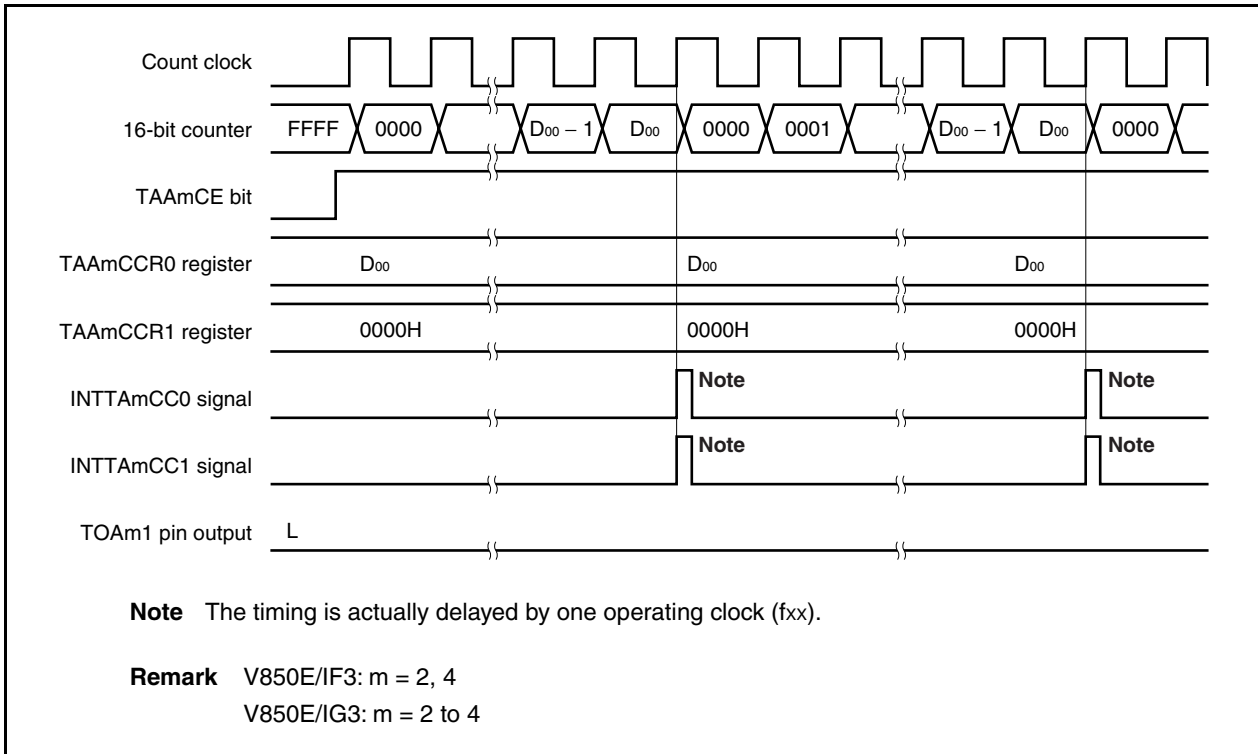 Count clock
16-bit counter FFFF 0000 D00 – 1 D00 0000 0001 D00 – 1 D00 0000
TAAmCE bit
TAAmCCR0 register D00 D00 D00
TAAmCCR1 register 0000H 0000H 0000H
INTTAmCC0 signal Note Note
INTTAmCC1 signal Note Note
TOAm1 pin output L
Note The timing is actually delayed by one operating clock (fxx).
Remark V850E/IF3: m = 2, 4
V850E/IG3: m = 2 to 4